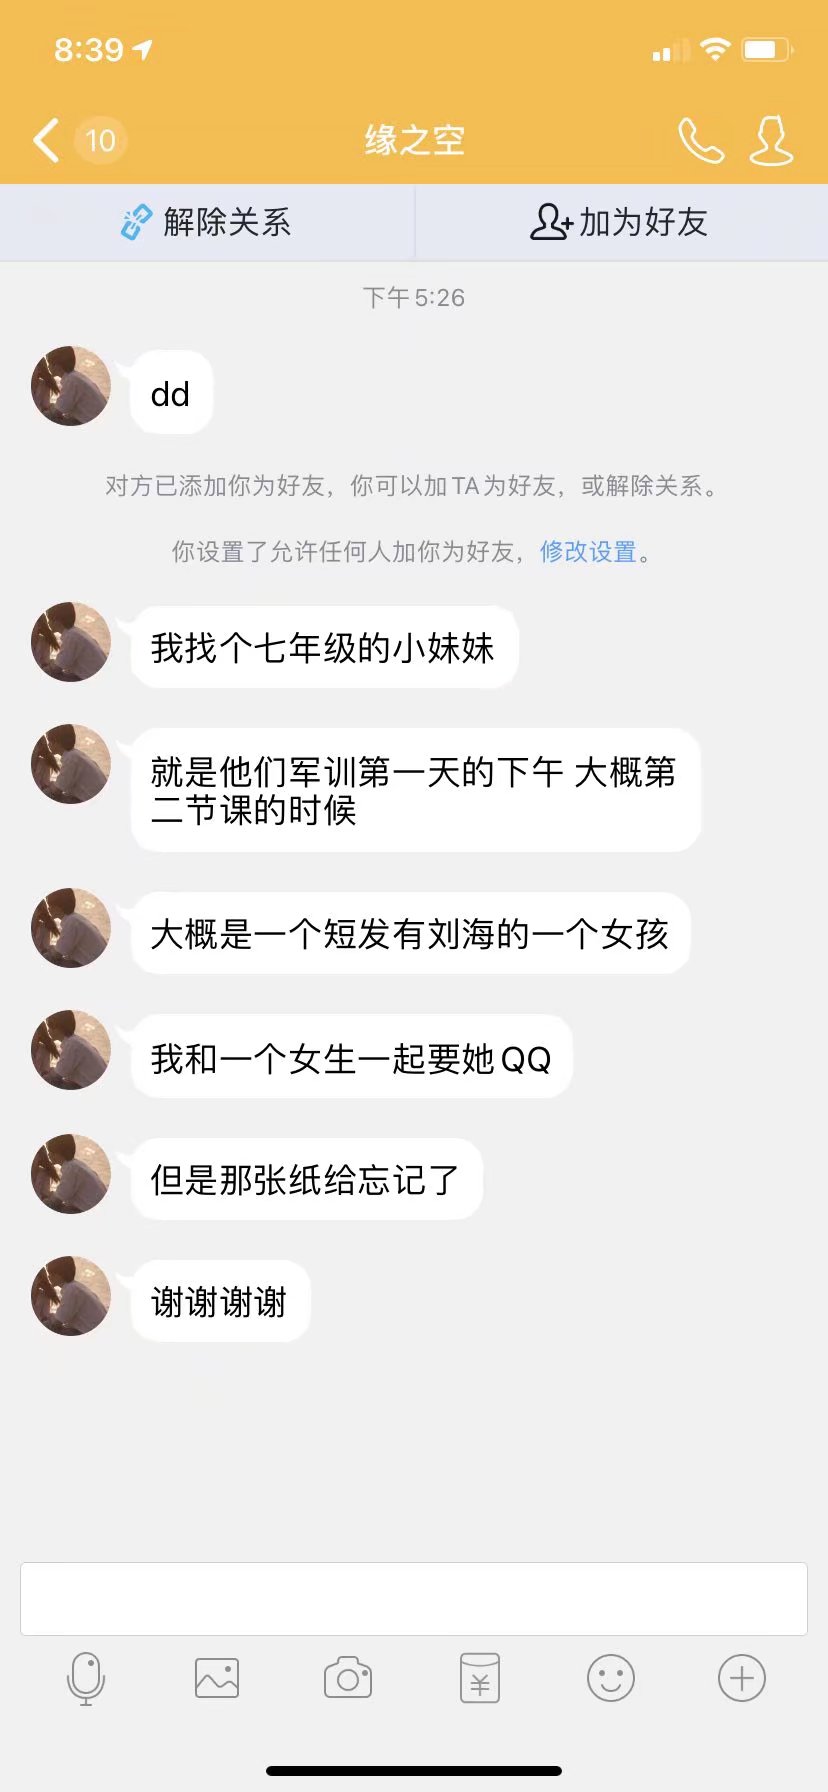 8:39
10
缘之空
解除关系
加为好友
下午 5:26
dd
对方已添加你为好友，你可以加TA为好友，或解除关系。
你设置了允许任何人加你为好友，修改设置。
我找个七年级的小妹妹
就是他们军训第一天的下午 大概第
二节课的时候
大概是一个短发有刘海的一个女孩
我和一个女生一起要她QQ
但是那张纸给忘记了
谢谢谢谢
¥